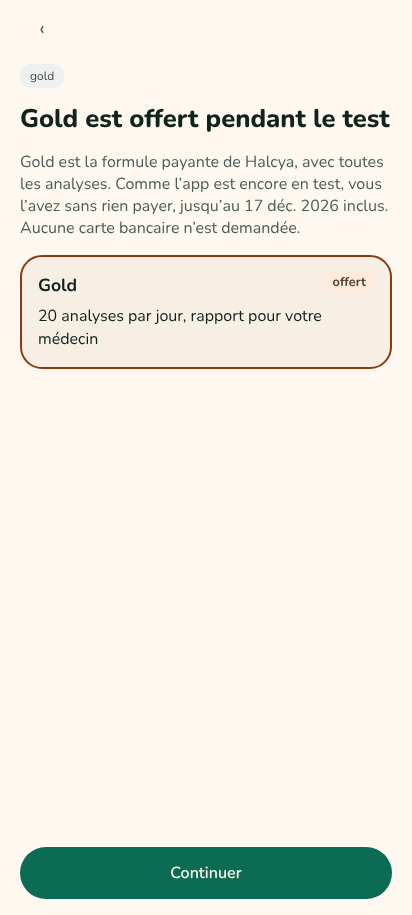 ‹
gold
Gold est offert pendant le test
Gold est la formule payante de Halcya, avec toutes
les analyses. Comme l’app est encore en test, vous
l’avez sans rien payer, jusqu’au 17 déc. 2026 inclus.
Aucune carte bancaire n’est demandée.
Gold
offert
20 analyses par jour, rapport pour votre
médecin
Continuer